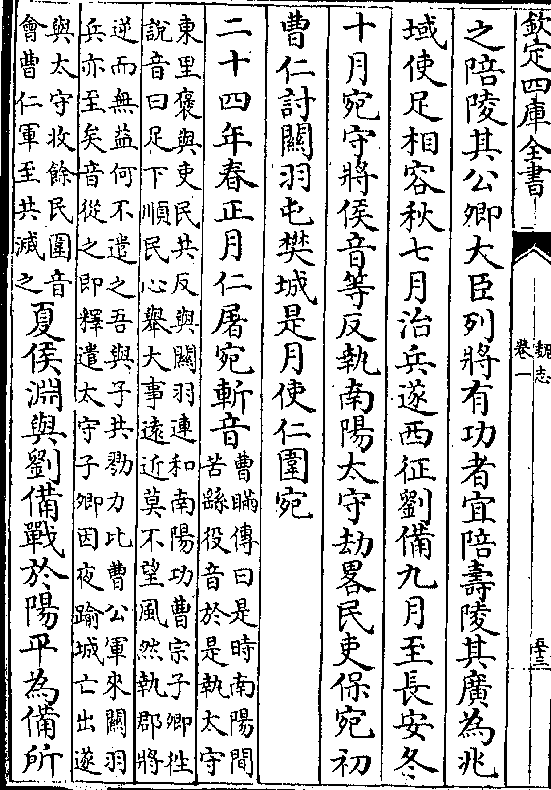 欽定四庫全書
魏志
卷一
五十三
之陪陵其公卿大臣列將有功者宜陪壽陵其廣為兆
域使足相容秋七月治兵遂西征劉備九月至長安冬
十月宛守將侯音等反執南陽太守劫畧民吏保宛初
曹仁討關羽屯樊城是月使仁圍宛
二十四年春正月仁屠宛斬音
曹瞞傳曰是時南陽間
苦繇役音於是執太守
東里襃與吏民共反與關羽連和南陽功曹宗子卿往
說音曰足下順民心舉大事遠近莫不望風然執郡將
逆而無益何不遣之吾與子共勠力比曹公軍來關羽
兵亦至矣音從之即釋遣太守子卿因夜踰城亡出遂
與太守收餘民圍音
會曹仁軍至共滅之
夏侯淵與劉備戰於陽平為備所